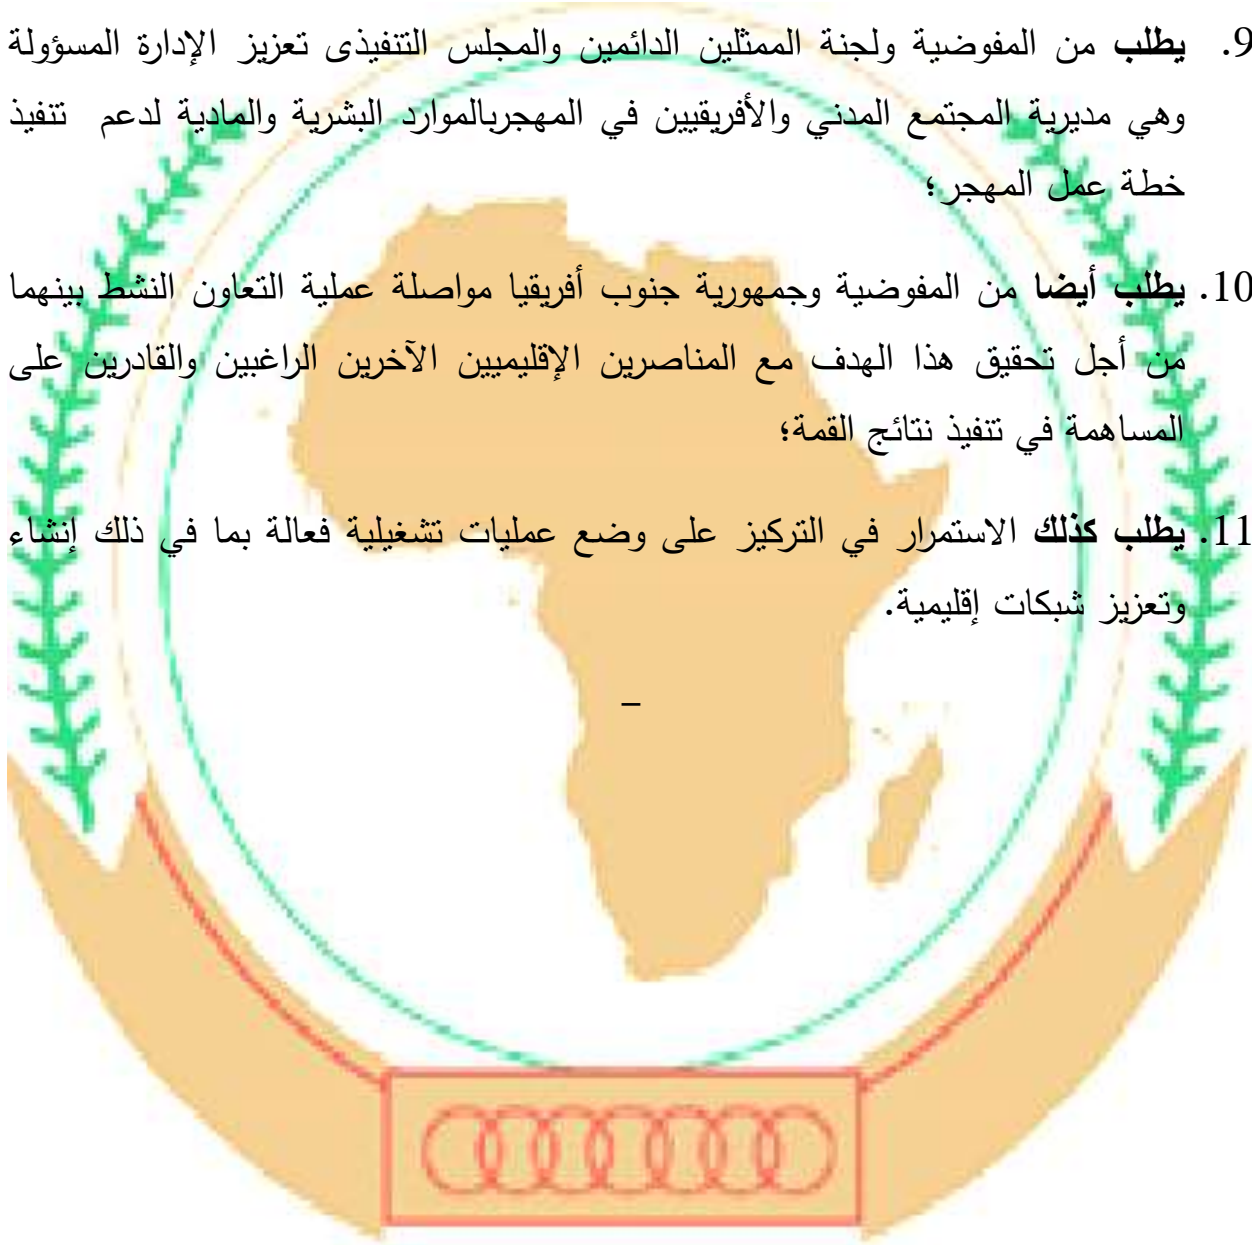 9. يطلب من المفوضية ولجنة الممثلين الدائمين والمجلس التنفيذى تعزيز الإدارة المسؤولة
وهي مديرية المجتمع المدني والأفريقيين في المهجربالموارد البشرية والمادية لدعم تنفيذ
خطة عمل المهجر؛
10. يطلب أيضا من المفوضية وجمهورية جنوب أفريقيا مواصلة عملية التعاون النشط بينهما
من أجل تحقيق هذا الهدف مع المناصرين الإقليميين الآخرين الراغبين والقادرين على
المساهمة في تنفيذ نتائج القمة؛
11. يطلب كذلك الاستمرار في التركيز على وضع عمليات تشغيلية فعالة بما في ذلك إنشاء
وتعزيز شبكات إقليمية.
–